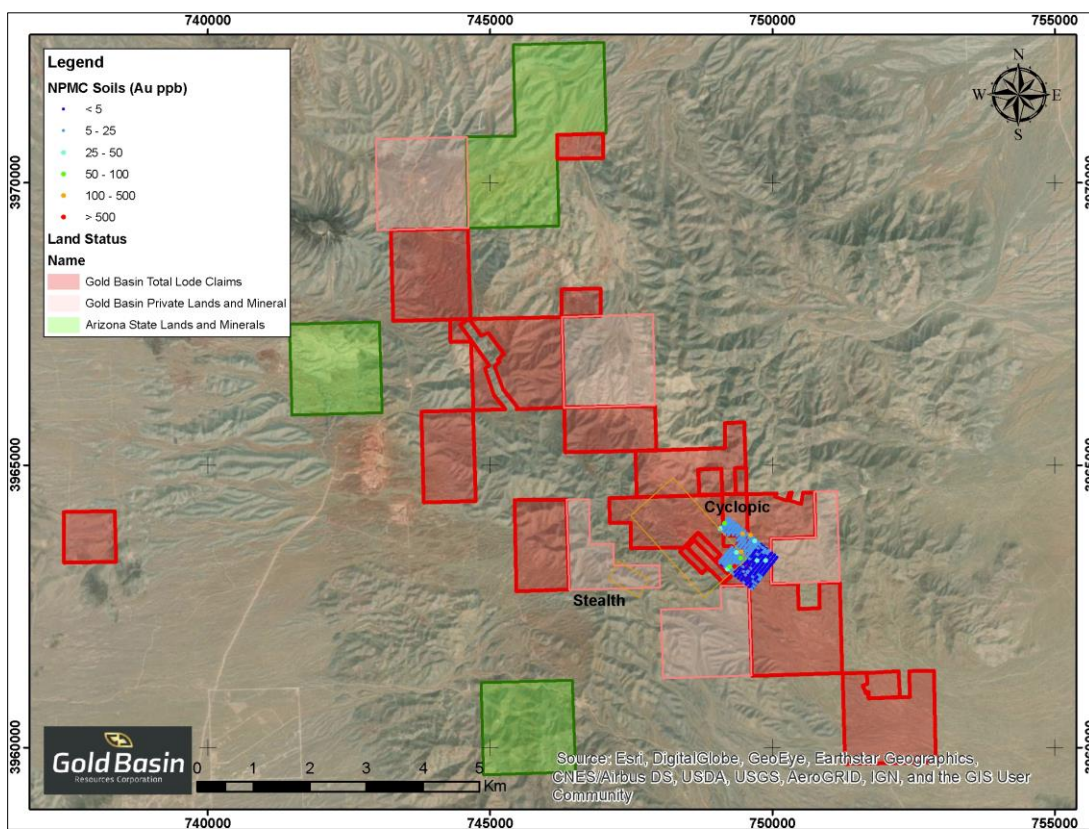 740000 745000 750000 755000
Legend
NPMC Soils (Au ppb)
< 5
5 - 25
25 - 50
50 - 100
100 - 500
> 500
Land Status
Name
Gold Basin Total Lode Claims
Gold Basin Private Lands and Mineral
Arizona State Lands and Minerals
N
W E
S
3970000 3970000
3965000 3965000
Cyclopic
Stealth
3960000 3960000
Gold Basin
Resources Corporation
0 1 2 3 4 5
Km
Source: Esri, DigitalGlobe, GeoEye, Earthstar Geographics,
CNES/Airbus DS, USDA, USGS, AeroGRID, IGN, and the GIS User
Community
740000 745000 750000 755000